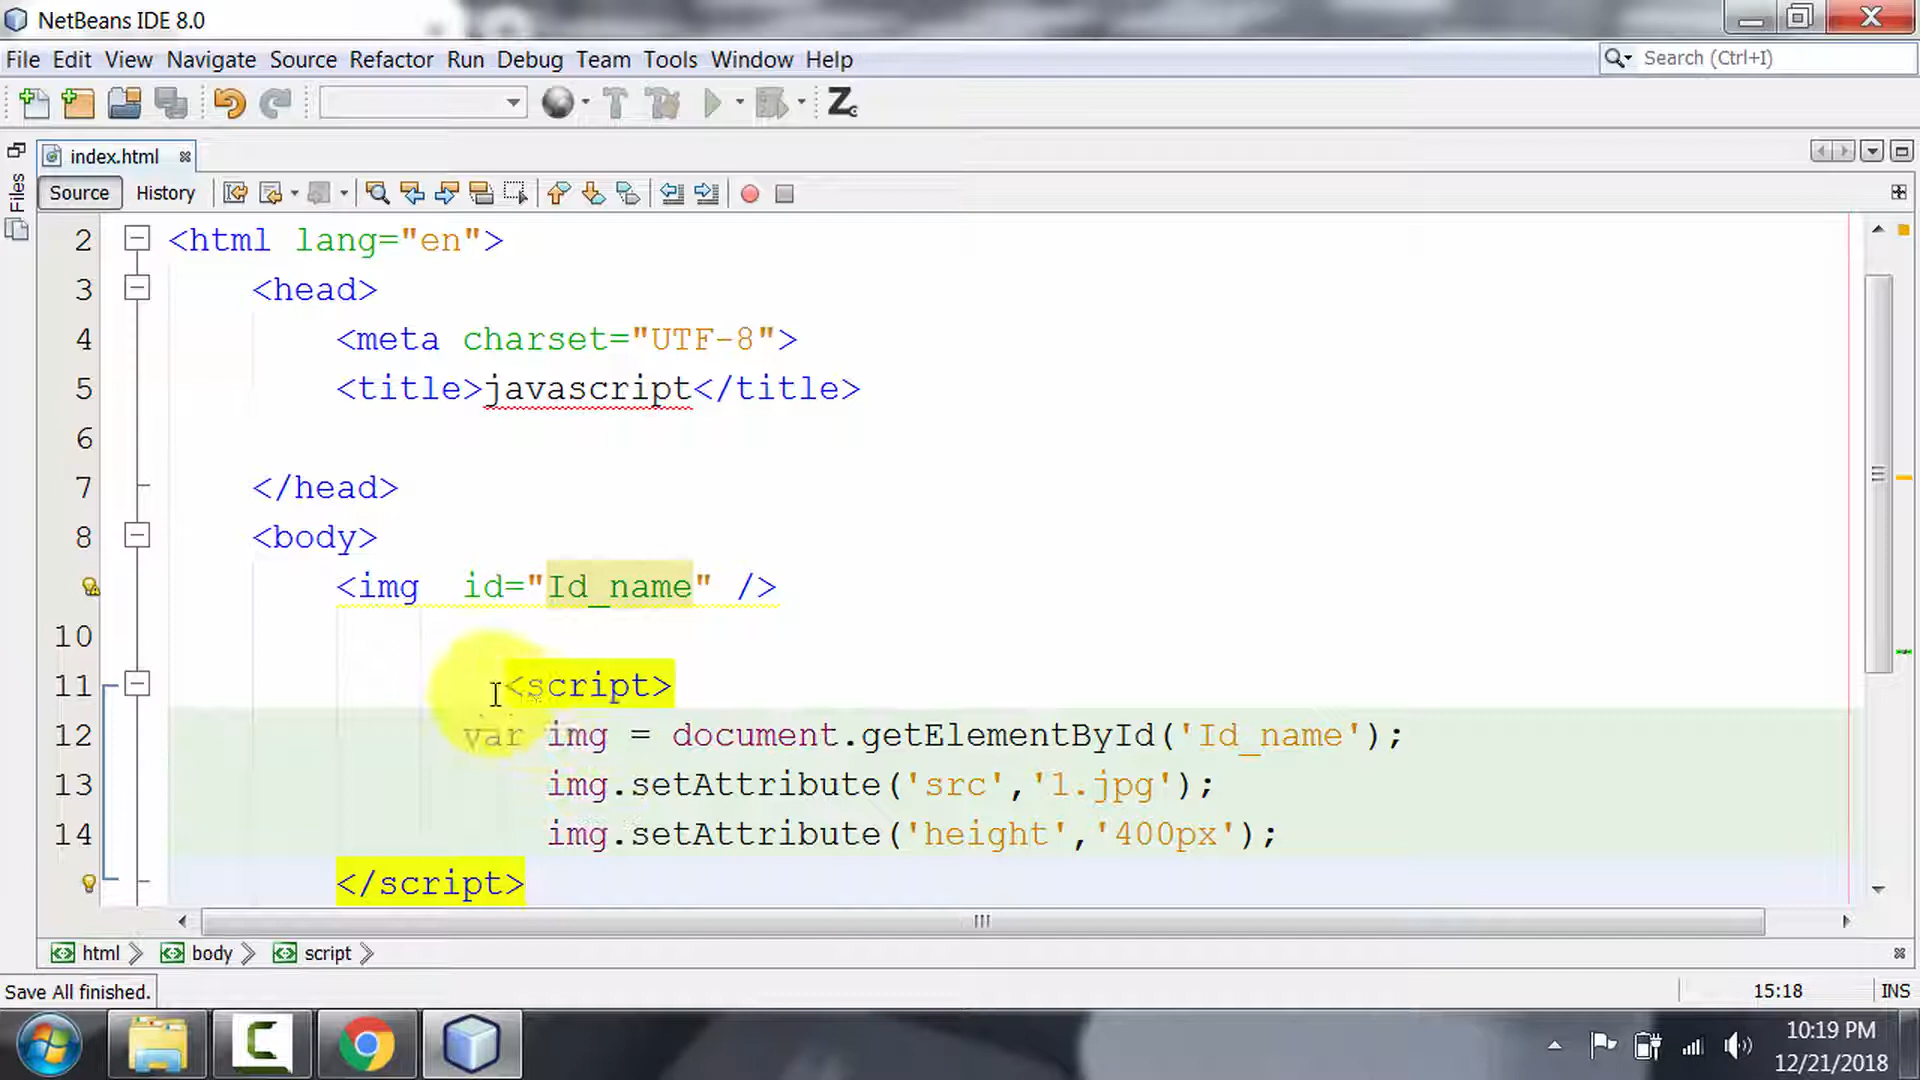 NetBeans IDE 8.0
File Edit View Navigate Source Refactor Run Debug Team Tools Window Help
Search (Ctrl+I)
index.html
Files
Source History
2 <html lang="en">
3 <head>
4 <meta charset="UTF-8">
5 <title>javascript</title>
6
7 </head>
8 <body>
<img  id="Id_name" />
10
11 <script>
12 var img = document.getElementById('Id_name');
13 img.setAttribute('src','1.jpg');
14 img.setAttribute('height','400px');
</script>
html body script
Save All finished.
15:18 INS
10:19 PM
12/21/2018